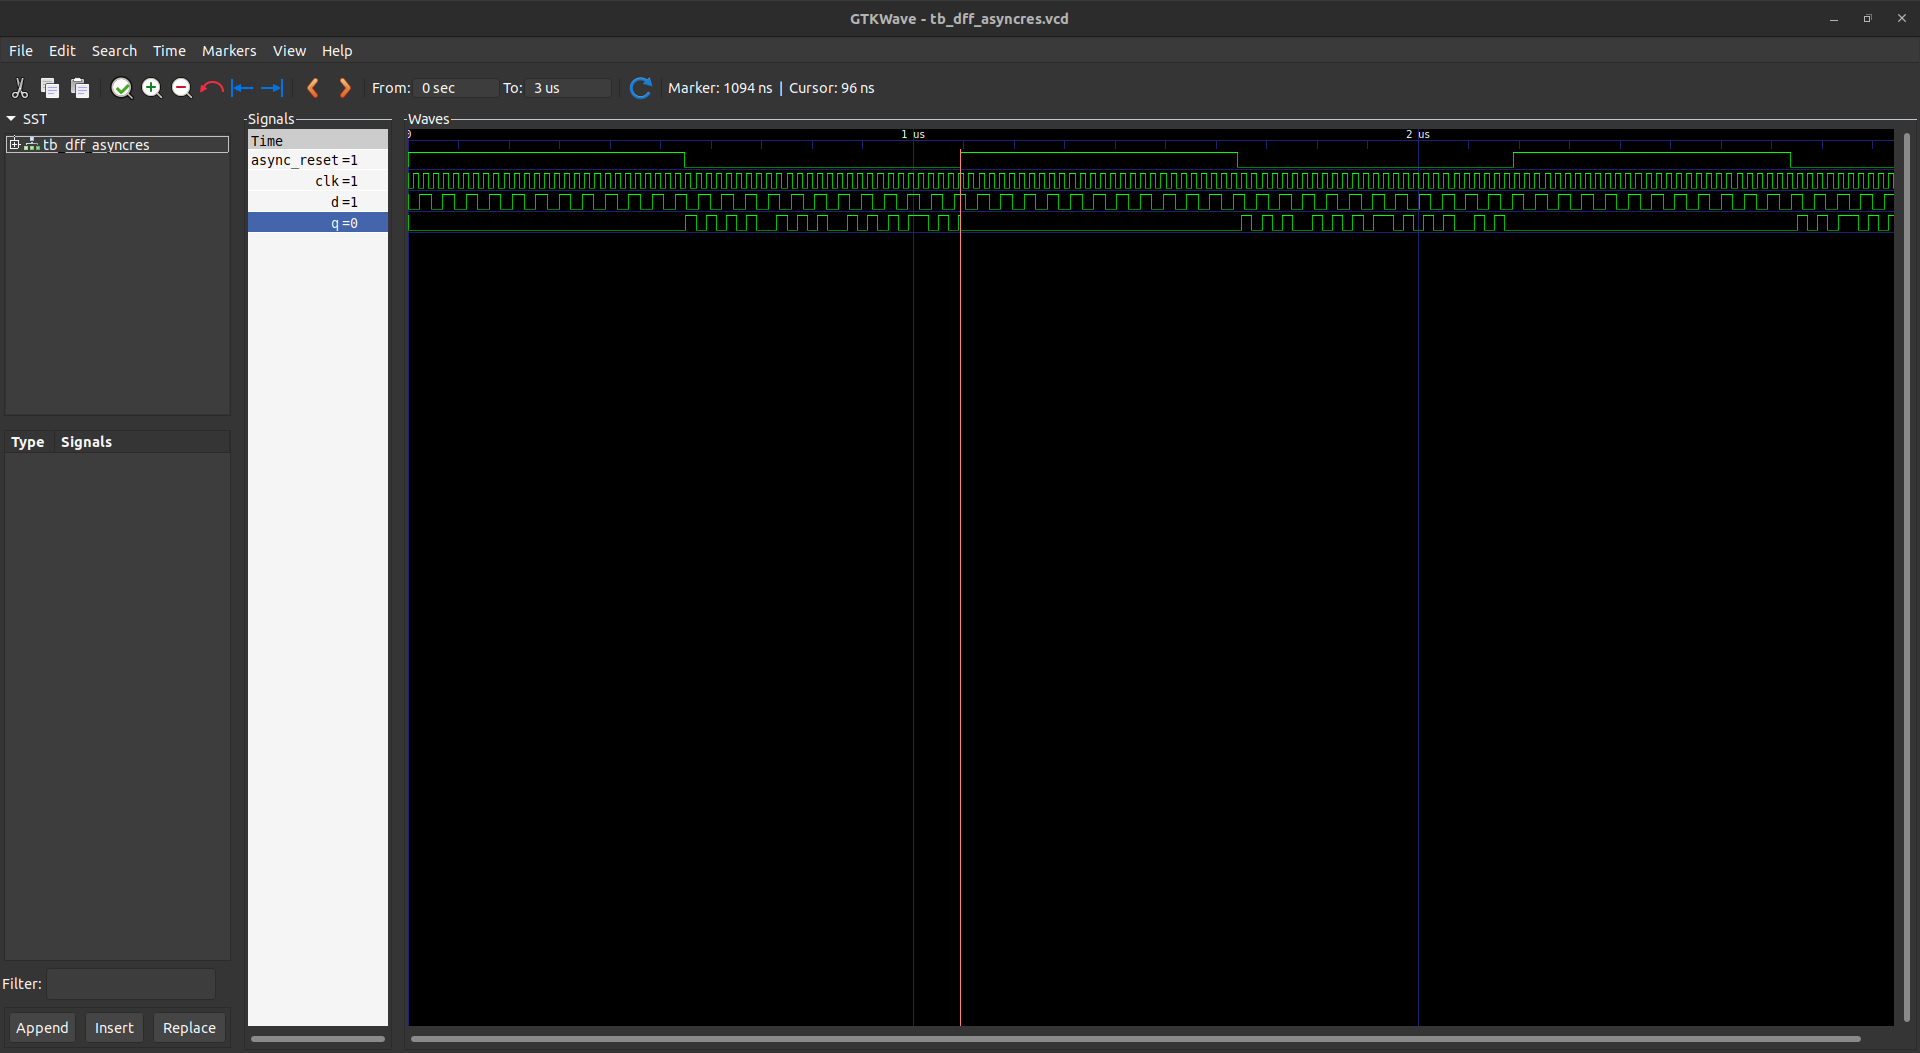 GTKWave - tb_dff_asyncres.vcd
File Edit Search Time Markers View Help
From: 0 sec To: 3 us Marker: 1094 ns | Cursor: 96 ns
SST
tb_dff_asyncres
Type Signals
Filter:
Append Insert Replace
Signals
Time
async_reset =1
clk =1
d =1
q =0
Waves
0 1 us 2 us